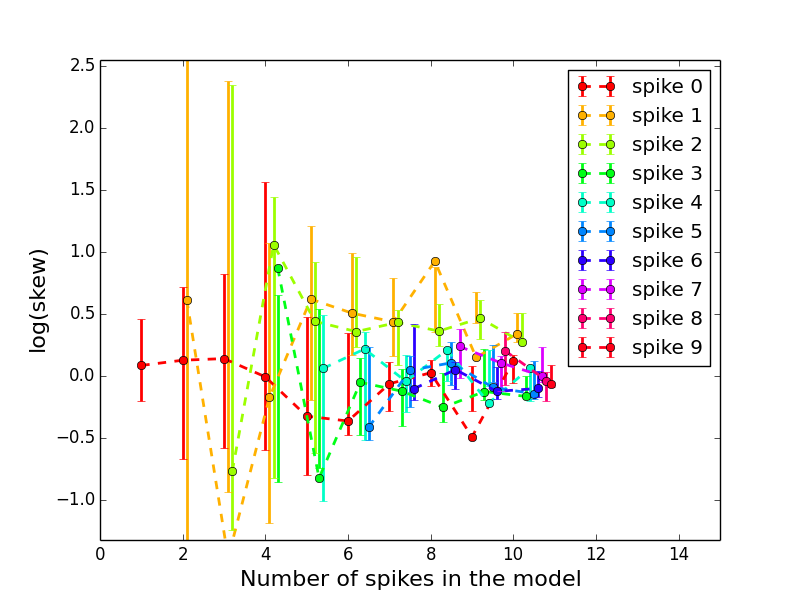 2.5
2.0
1.5
1.0
0.5
0.0
−0.5
−1.0
log(skew)
0 2 4 6 8 10 12 14
Number of spikes in the model
spike 0
spike 1
spike 2
spike 3
spike 4
spike 5
spike 6
spike 7
spike 8
spike 9